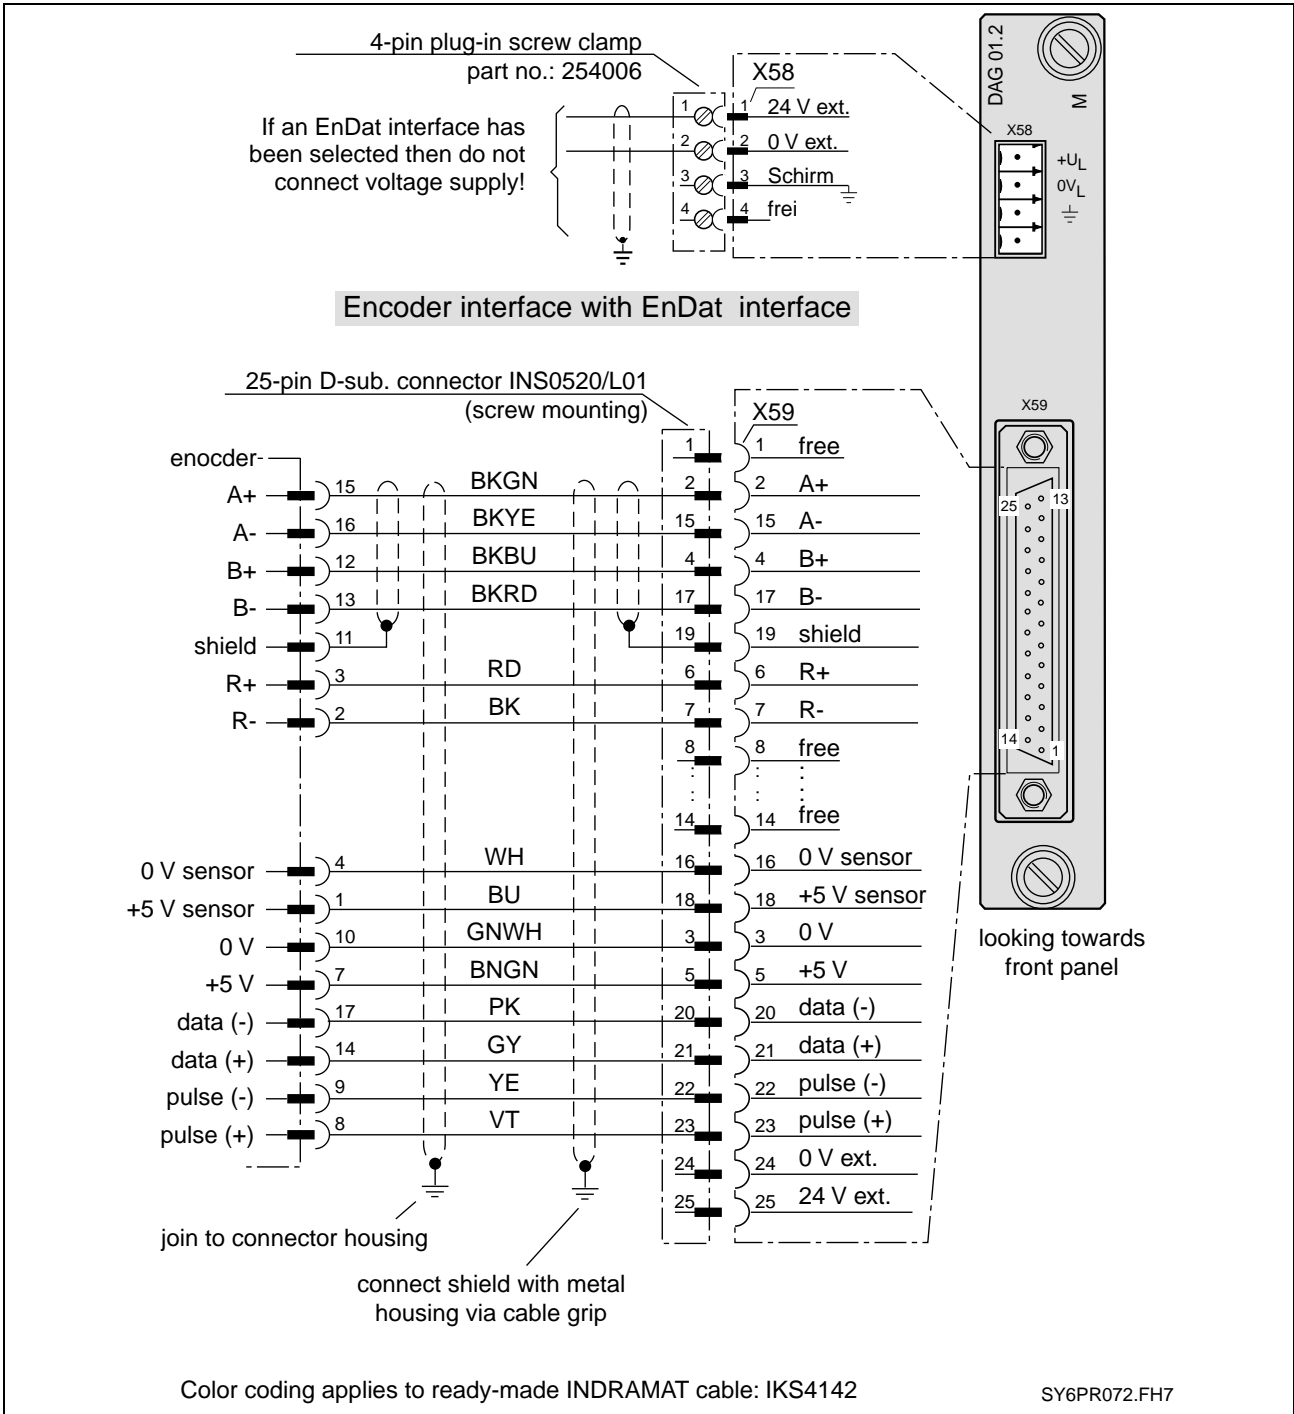 4-pin plug-in screw clamp
part no.: 254006
X58
If an EnDat interface has
been selected then do not
connect voltage supply!
1 1 24 V ext.
2 2 0 V ext.
3 3 Schirm
4 4 frei
DAG 01.2
M
X58
+UL
0VL
Encoder interface with EnDat interface
25-pin D-sub. connector INS0520/L01
(screw mounting)
X59
X59
enocder
1 1 free
A+ 15 BKGN 2 2 A+
A- 16 BKYE 15 15 A-
B+ 12 BKBU 4 4 B+
B- 13 BKRD 17 17 B-
shield 11 19 19 shield
R+ 3 RD 6 6 R+
R- 2 BK 7 7 R-
8 8 free
14 14 free
0 V sensor 4 WH 16 16 0 V sensor
+5 V sensor 1 BU 18 18 +5 V sensor
0 V 10 GNWH 3 3 0 V
+5 V 7 BNGN 5 5 +5 V
data (-) 17 PK 20 20 data (-)
data (+) 14 GY 21 21 data (+)
pulse (-) 9 YE 22 22 pulse (-)
pulse (+) 8 VT 23 23 pulse (+)
24 24 0 V ext.
25 25 24 V ext.
25 13
14 1
looking towards
front panel
join to connector housing
connect shield with metal
housing via cable grip
Color coding applies to ready-made INDRAMAT cable: IKS4142
SY6PR072.FH7